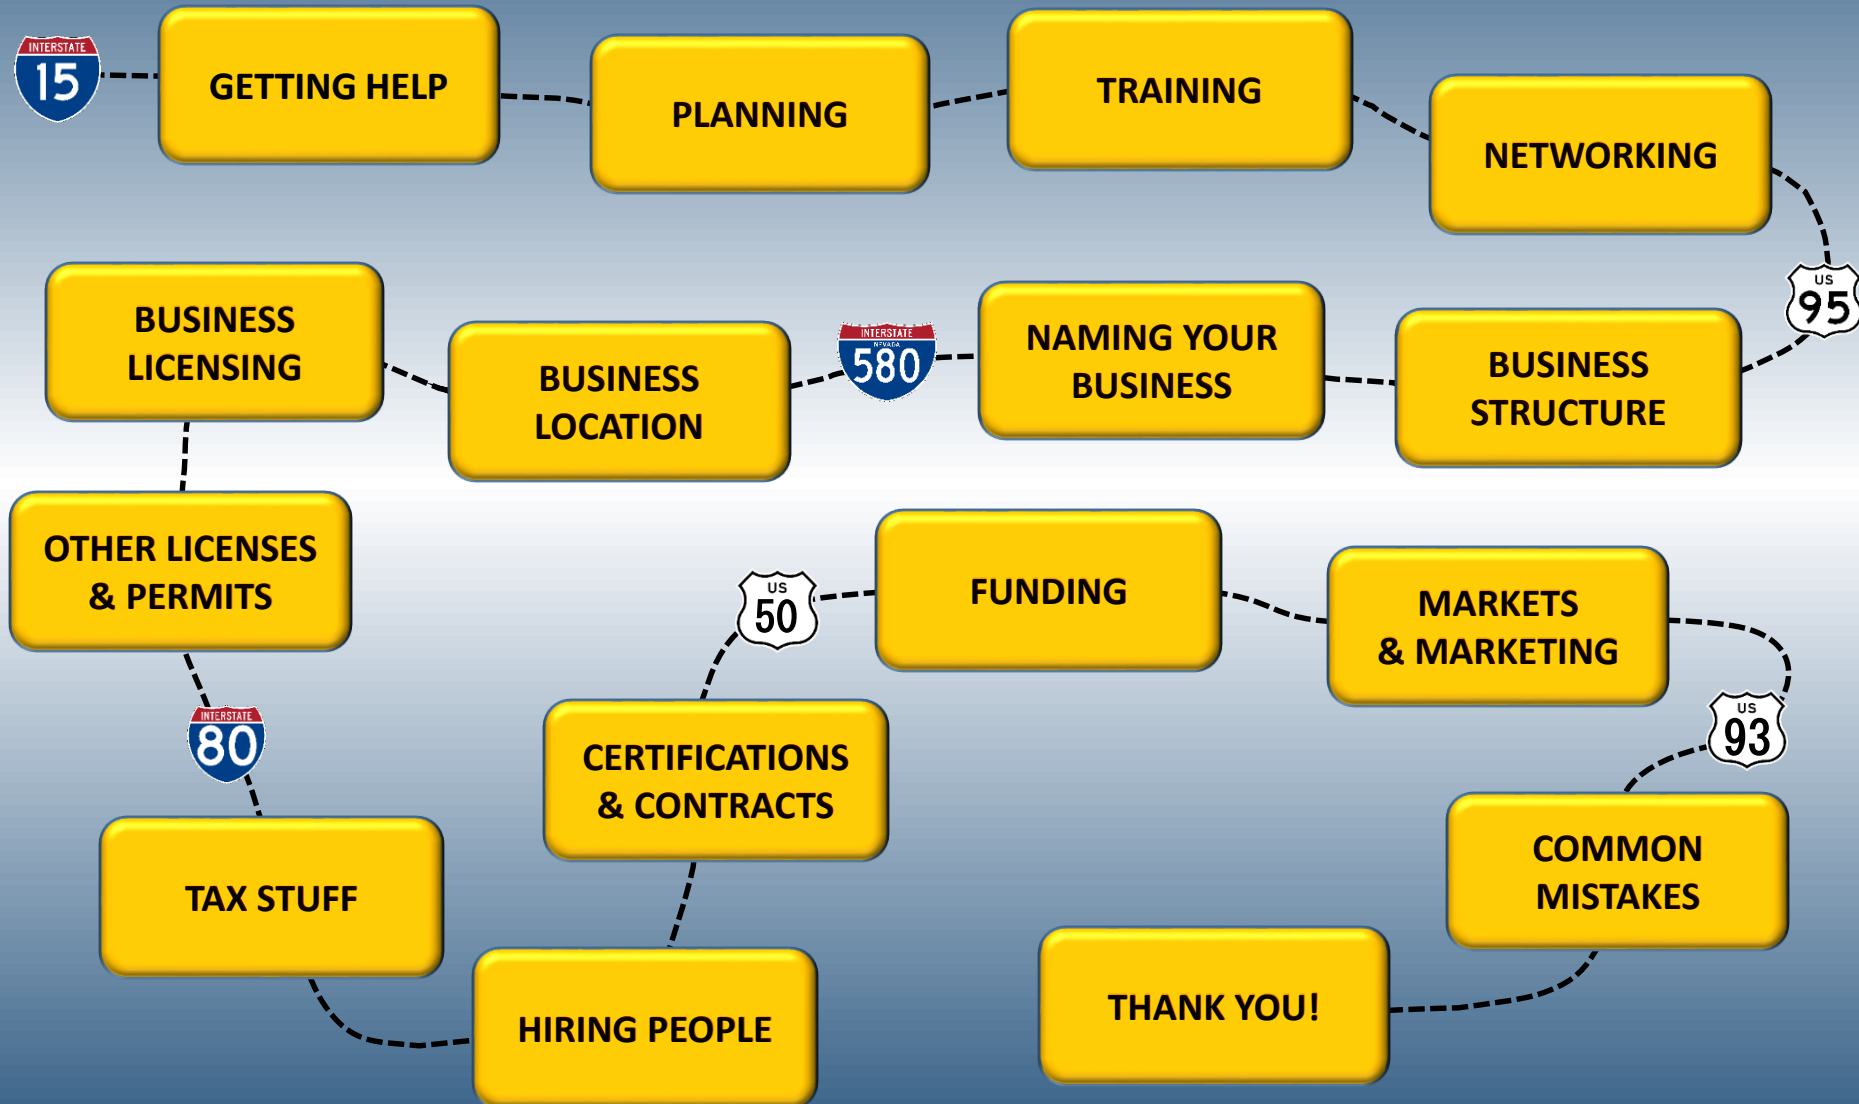 INTERSTATE
15
GETTING HELP
PLANNING
TRAINING
NETWORKING
US
95
BUSINESS
STRUCTURE
NAMING YOUR
BUSINESS
INTERSTATE
NEVADA
580
BUSINESS
LOCATION
BUSINESS
LICENSING
OTHER LICENSES
& PERMITS
INTERSTATE
80
TAX STUFF
HIRING PEOPLE
CERTIFICATIONS
& CONTRACTS
US
50
FUNDING
MARKETS
& MARKETING
US
93
COMMON
MISTAKES
THANK YOU!